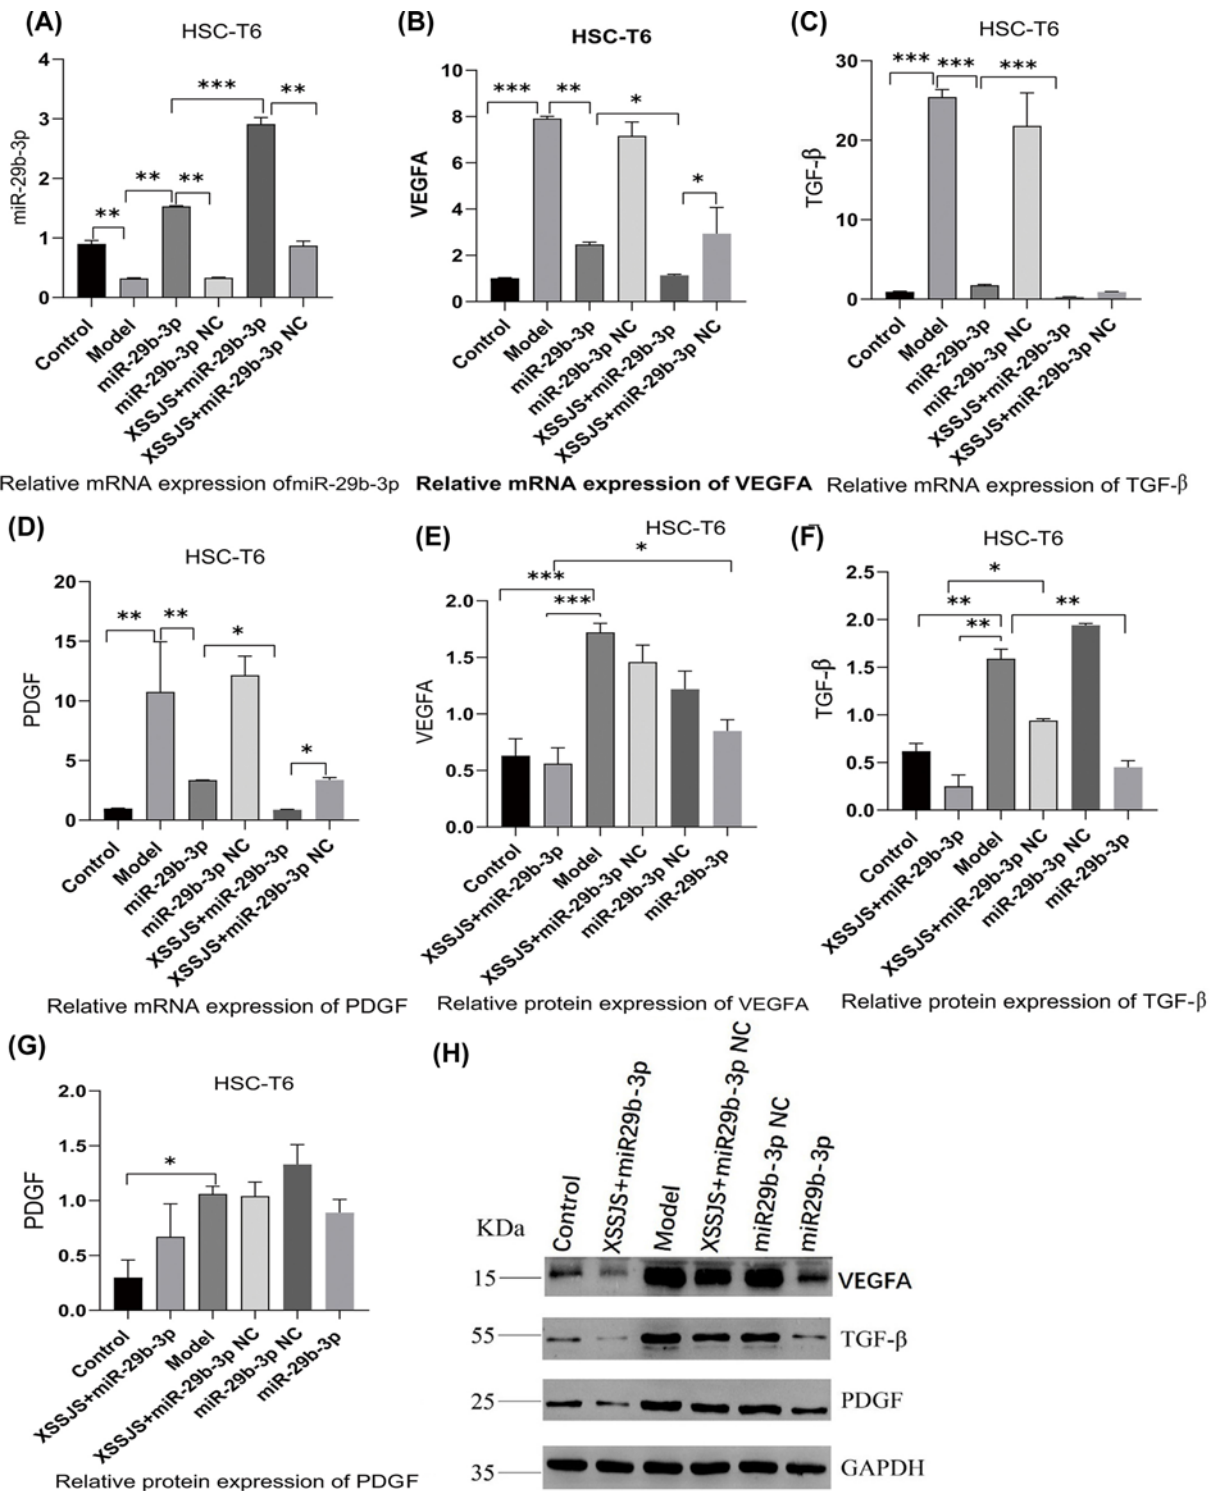 (A)
HSC-T6
miR-29b-3p
4
3
2
1
0
**
**
**
***
**
Control
Model
miR-29b-3p
miR-29b-3p NC
XSSJS+miR-29b-3p
XSSJS+miR-29b-3p NC
Relative mRNA expression ofmiR-29b-3p
(B)
HSC-T6
VEGFA
10
8
6
4
2
0
***
**
*
*
Control
Model
miR-29b-3p
miR-29b-3p NC
XSSJS+miR-29b-3p
XSSJS+miR-29b-3p NC
Relative mRNA expression of VEGFA
(C)
HSC-T6
TGF-β
30
20
10
0
***
***
***
Control
Model
miR-29b-3p
miR-29b-3p NC
XSSJS+miR-29b-3p
XSSJS+miR-29b-3p NC
Relative mRNA expression of TGF-β
(D)
HSC-T6
PDGF
20
15
10
5
0
**
**
*
*
Control
Model
miR-29b-3p
miR-29b-3p NC
XSSJS+miR-29b-3p
XSSJS+miR-29b-3p NC
Relative mRNA expression of PDGF
(E)
HSC-T6
VEGFA
2.0
1.5
1.0
0.5
0.0
*
***
***
Control
XSSJS+miR-29b-3p
Model
XSSJS+miR-29b-3p NC
miR-29b-3p NC
miR-29b-3p
Relative protein expression of VEGFA
(F)
HSC-T6
TGF-β
2.5
2.0
1.5
1.0
0.5
0.0
*
**
**
**
Control
XSSJS+miR-29b-3p
Model
XSSJS+miR-29b-3p NC
miR-29b-3p NC
miR-29b-3p
Relative protein expression of TGF-β
(G)
HSC-T6
PDGF
2.0
1.5
1.0
0.5
0.0
*
Control
XSSJS+miR-29b-3p
Model
XSSJS+miR-29b-3p NC
miR-29b-3p NC
miR-29b-3p
Relative protein expression of PDGF
(H)
KDa
Control
XSSJS+miR29b-3p
Model
XSSJS+miR29b-3p NC
miR29b-3p NC
miR29b-3p
15
VEGFA
55
TGF-β
25
PDGF
35
GAPDH